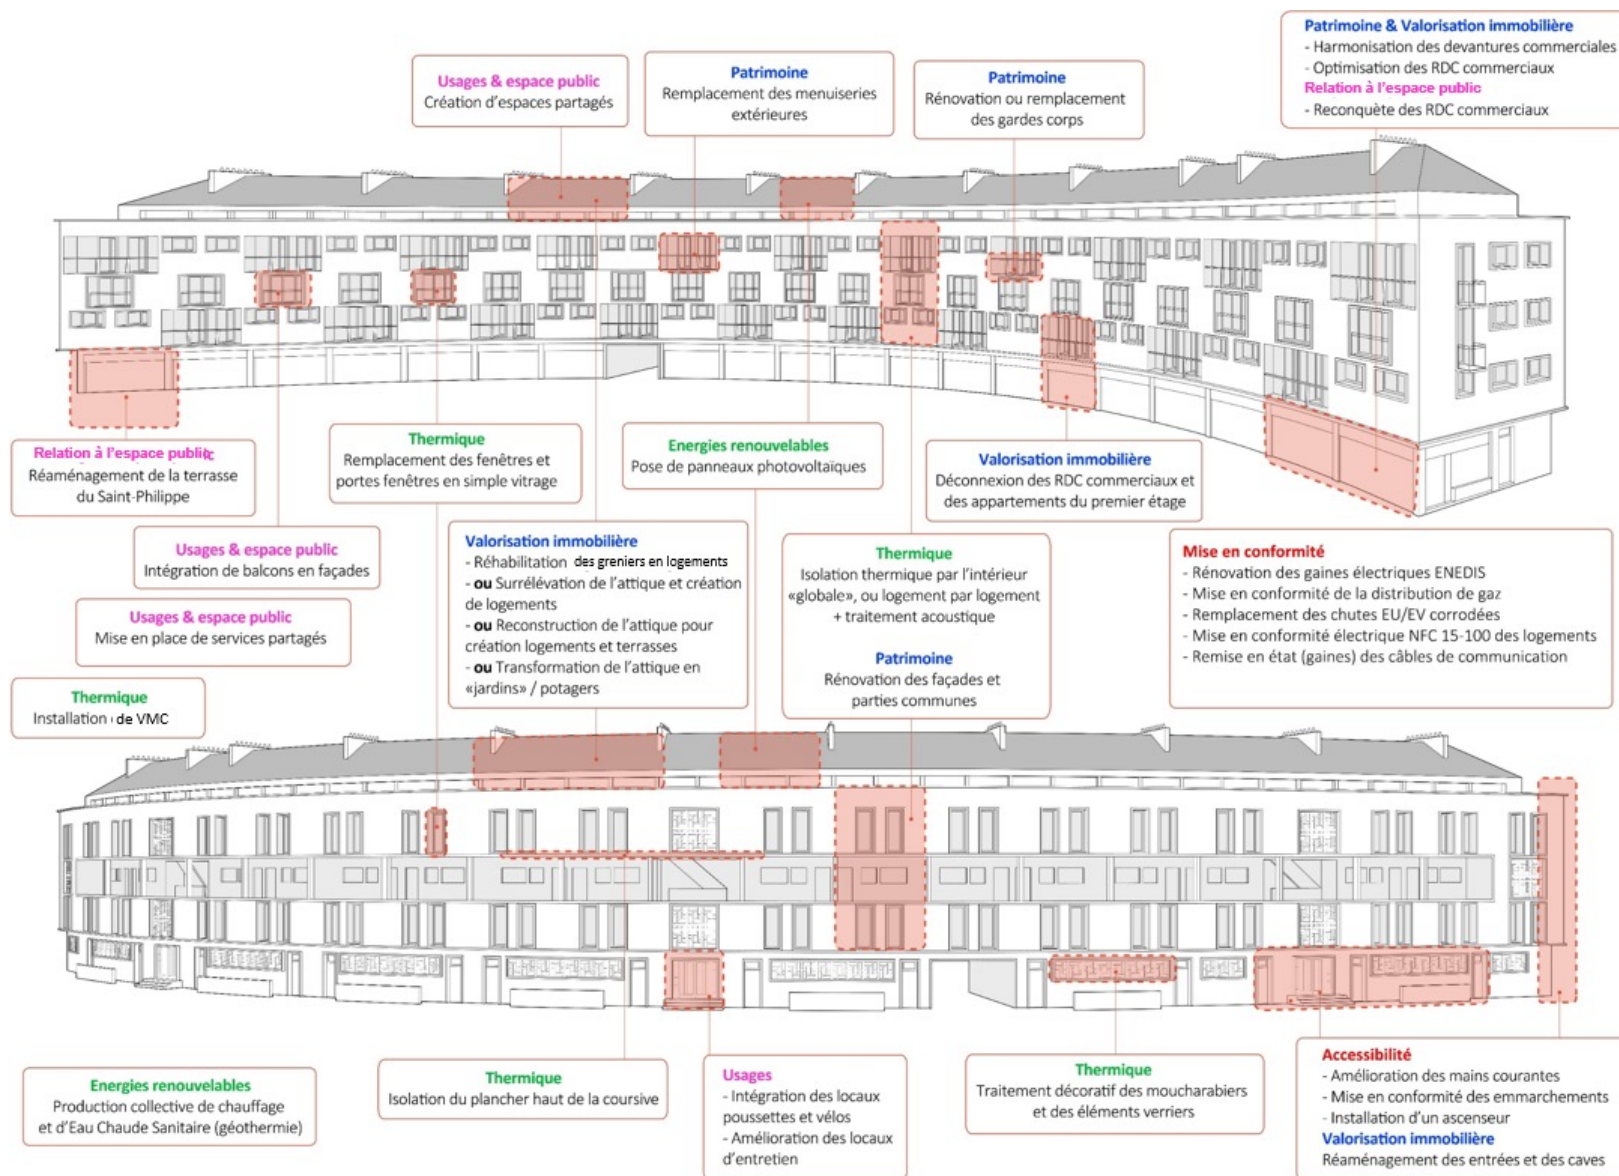 Patrimoine & Valorisation immobilière
- Harmonisation des devantures commerciales
- Optimisation des RDC commerciaux
Relation à l'espace public
- Reconquète des RDC commerciaux
Usages & espace public
Création d'espaces partagés
Patrimoine
Remplacement des menuiseries
extérieures
Patrimoine
Rénovation ou remplacement
des gardes corps
Relation à l'espace public
Réaménagement de la terrasse
du Saint-Philippe
Thermique
Remplacement des fenêtres et
portes fenêtres en simple vitrage
Energies renouvelables
Pose de panneaux photovoltaïques
Valorisation immobilière
Déconnexion des RDC commerciaux et
des appartements du premier étage
Usages & espace public
Intégration de balcons en façades
Usages & espace public
Mise en place de services partagés
Thermique
Installation de VMC
Valorisation immobilière
- Réhabilitation des greniers en logements
- ou Surrélévation de l'attique et création
de logements
- ou Reconstruction de l'attique pour
création logements et terrasses
- ou Transformation de l'attique en
«jardins» / potagers
Thermique
Isolation thermique par l'intérieur
«globale», ou logement par logement
+ traitement acoustique
Patrimoine
Rénovation des façades et
parties communes
Mise en conformité
- Rénovation des gaines électriques ENEDIS
- Mise en conformité de la distribution de gaz
- Remplacement des chutes EU/EV corrodées
- Mise en conformité électrique NFC 15-100 des logements
- Remise en état (gaines) des câbles de communication
Energies renouvelables
Production collective de chauffage
et d'Eau Chaude Sanitaire (géothermie)
Thermique
Isolation du plancher haut de la coursive
Usages
- Intégration des locaux
poussettes et vélos
- Amélioration des locaux
d'entretien
Thermique
Traitement décoratif des moucharabiers
et des éléments verriers
Accessibilité
- Amélioration des mains courantes
- Mise en conformité des emmarchements
- Installation d'un ascenseur
Valorisation immobilière
Réaménagement des entrées et des caves